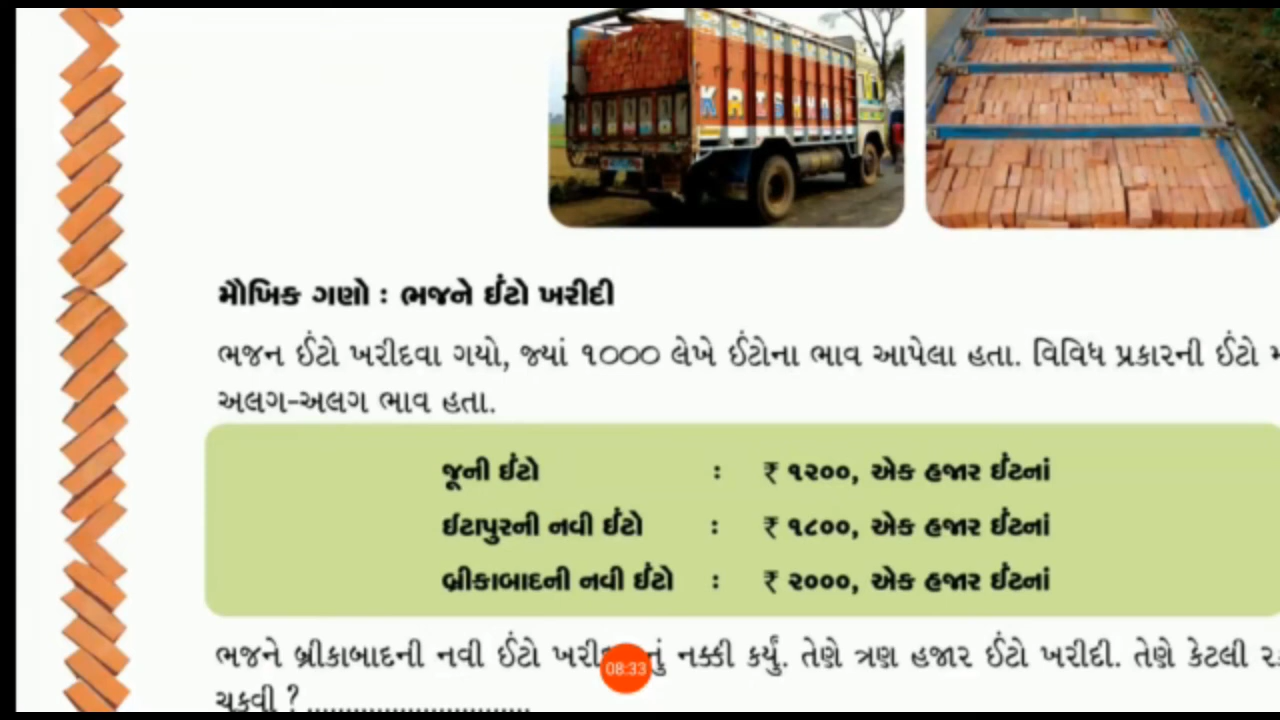 KRISHNA
મૌખિક ગણો : ભજને ઈંટો ખરીદી
ભજન ઈંટો ખરીદવા ગયો, જ્યાં ૧૦૦૦ લેખે ઈંટોના ભાવ આપેલા હતા. વિવિધ પ્રકારની ઈંટો
અલગ-અલગ ભાવ હતા.
જૂની ઈંટો : ₹ ૧૨૦૦, એક હજાર ઈંટનાં
ઈંટાપુરની નવી ઈંટો : ₹ ૧૮૦૦, એક હજાર ઈંટનાં
બ્રીકાબાદની નવી ઈંટો : ₹ ૨૦૦૦, એક હજાર ઈંટનાં
ભજને બ્રીકાબાદની નવી ઈંટો નક્કી કર્યું. તેણે ત્રણ હજાર ઈંટો ખરીદી. તેણે કેટલી
ચૂકવી ? ............................
08:33